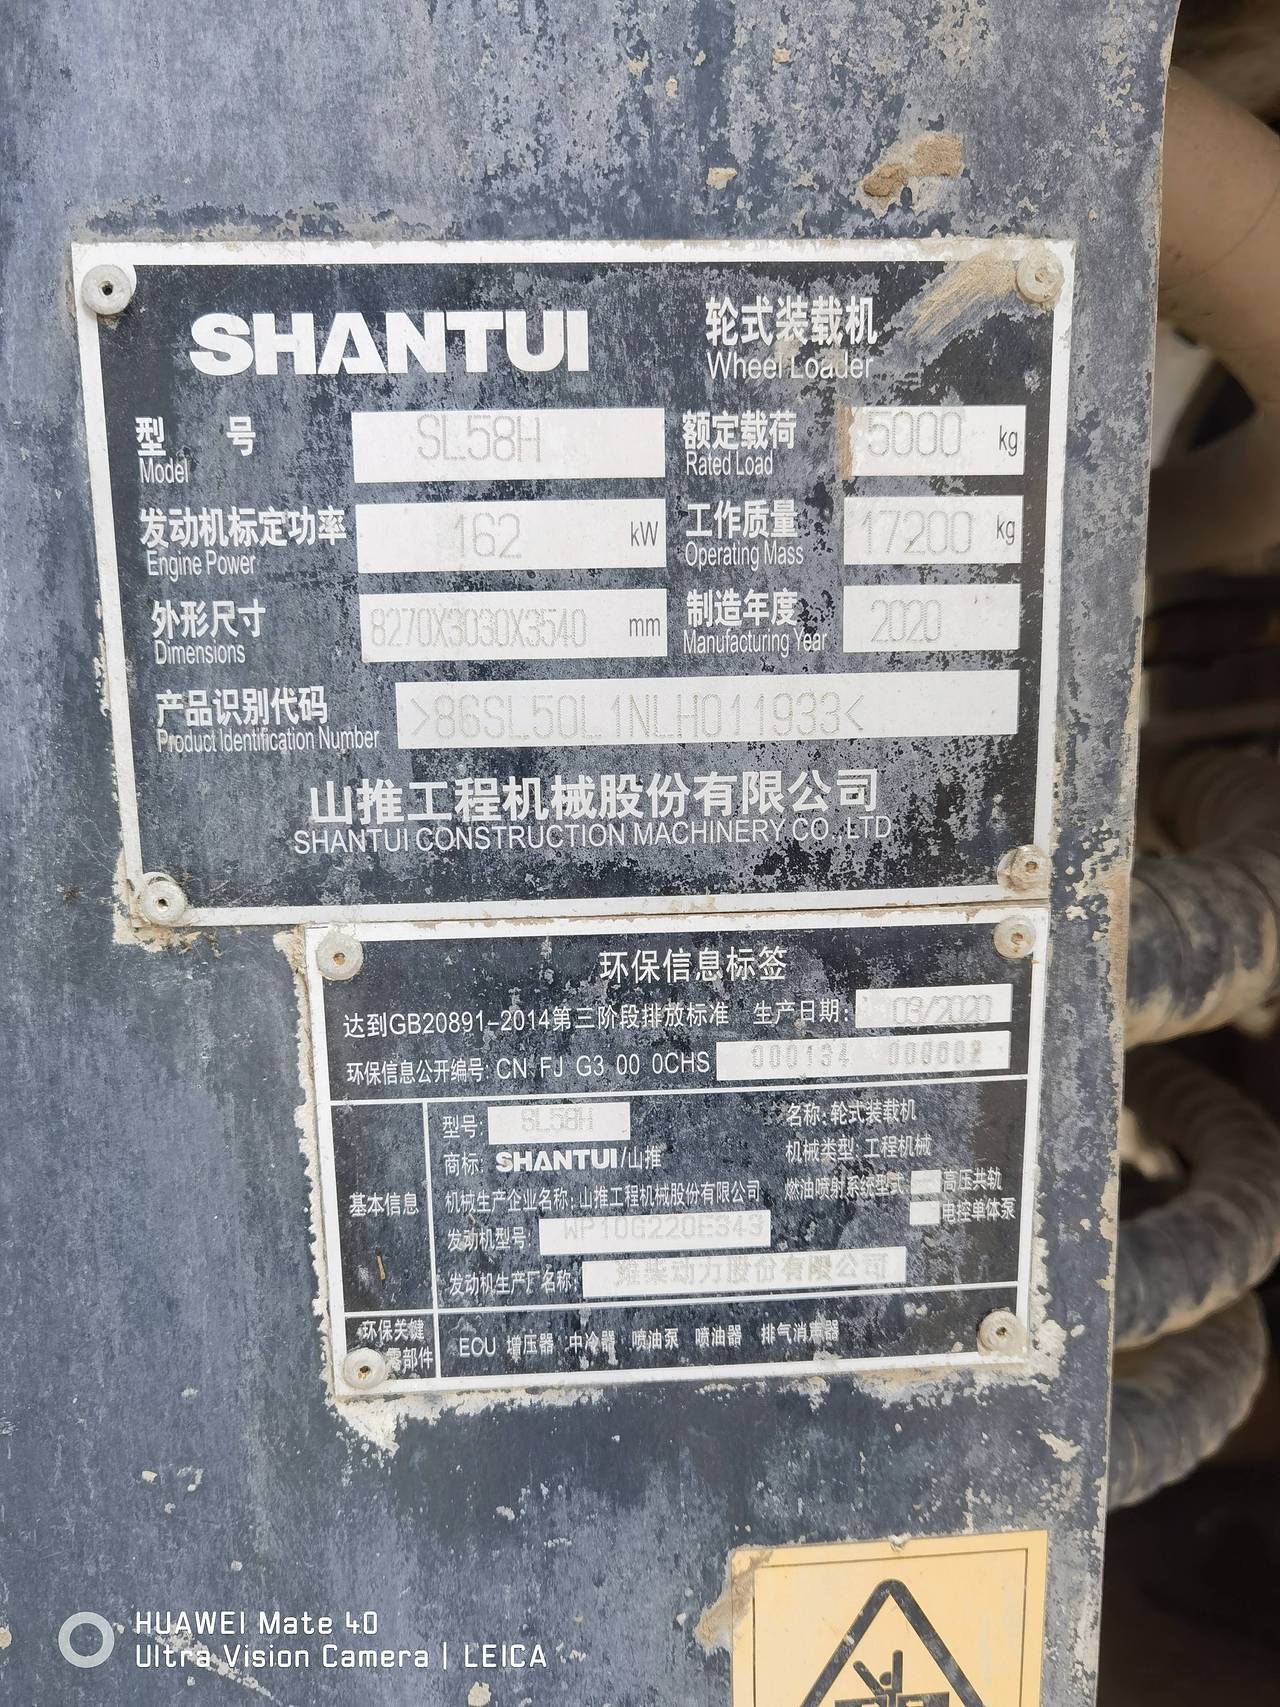 SHANTUI 轮式装载机
Wheel Loader
型号 SL58H 额定载荷 5000 kg
Model Rated Load
发动机标定功率 162 kW 工作质量 17200 kg
Engine Power Operating Mass
外形尺寸 8270X3030X3540 mm 制造年度 2020
Dimensions Manufacturing Year
产品识别代码 >86SL50L1NLH011933<
Product Identification Number
山推工程机械股份有限公司
SHANTUI CONSTRUCTION MACHINERY CO. LTD
环保信息标签
达到GB20891-2014第三阶段排放标准 生产日期: 03/2020
环保信息公开编号: CN FJ G3 00 0CHS 000134 000602
基本信息
型号: SL58H 名称: 轮式装载机
商标: SHANTUI/山推 机械类型: 工程机械
机械生产企业名称: 山推工程机械股份有限公司 燃油喷射系统型式: 高压共轨
电控单体泵
发动机型号: WP10G220E343
发动机生产厂名称: 潍柴动力股份有限公司
环保关键零部件
ECU 增压器 中冷器 喷油泵 喷油器 排气消声器
HUAWEI Mate 40
Ultra Vision Camera | LEICA